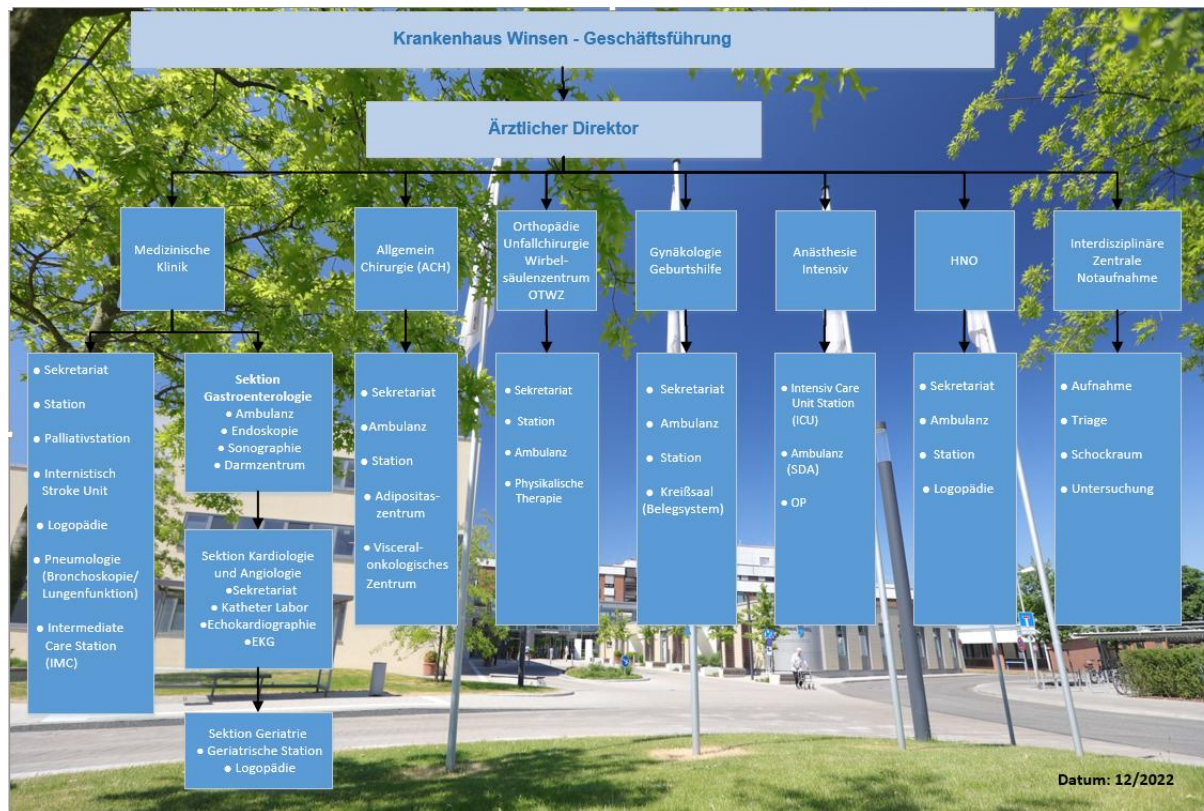 Krankenhaus Winsen - Geschäftsführung
Ärztlicher Direktor
Medizinische
Klinik
Allgemein
Chirurgie (ACH)
Orthopädie
Unfallchirurgie
Wirbel-
säulenzentrum
OTWZ
Gynäkologie
Geburtshilfe
Anästhesie
Intensiv
HNO
Interdisziplinäre
Zentrale
Notaufnahme
● Sekretariat
● Station
● Palliativstation
● Internistisch
Stroke Unit
● Logopädie
● Pneumologie
(Bronchoskopie/
Lungenfunktion)
● Intermediate
Care Station
(IMC)
Sektion
Gastroenterologie
● Ambulanz
● Endoskopie
● Sonographie
● Darmzentrum
Sektion Kardiologie
und Angiologie
●Sekretariat
● Katheter Labor
●Echokardiographie
●EKG
Sektion Geriatrie
● Geriatrische Station
● Logopädie
● Sekretariat
●Ambulanz
● Station
● Adipositas-
zentrum
● Visceral-
onkologisches
Zentrum
● Sekretariat
● Station
● Ambulanz
● Physikalische
Therapie
● Sekretariat
● Ambulanz
● Station
● Kreißsaal
(Belegsystem)
● Intensiv Care
Unit Station
(ICU)
● Ambulanz
(SDA)
● OP
● Sekretariat
● Ambulanz
● Station
● Logopädie
● Aufnahme
● Triage
● Schockraum
● Untersuchung
Datum: 12/2022